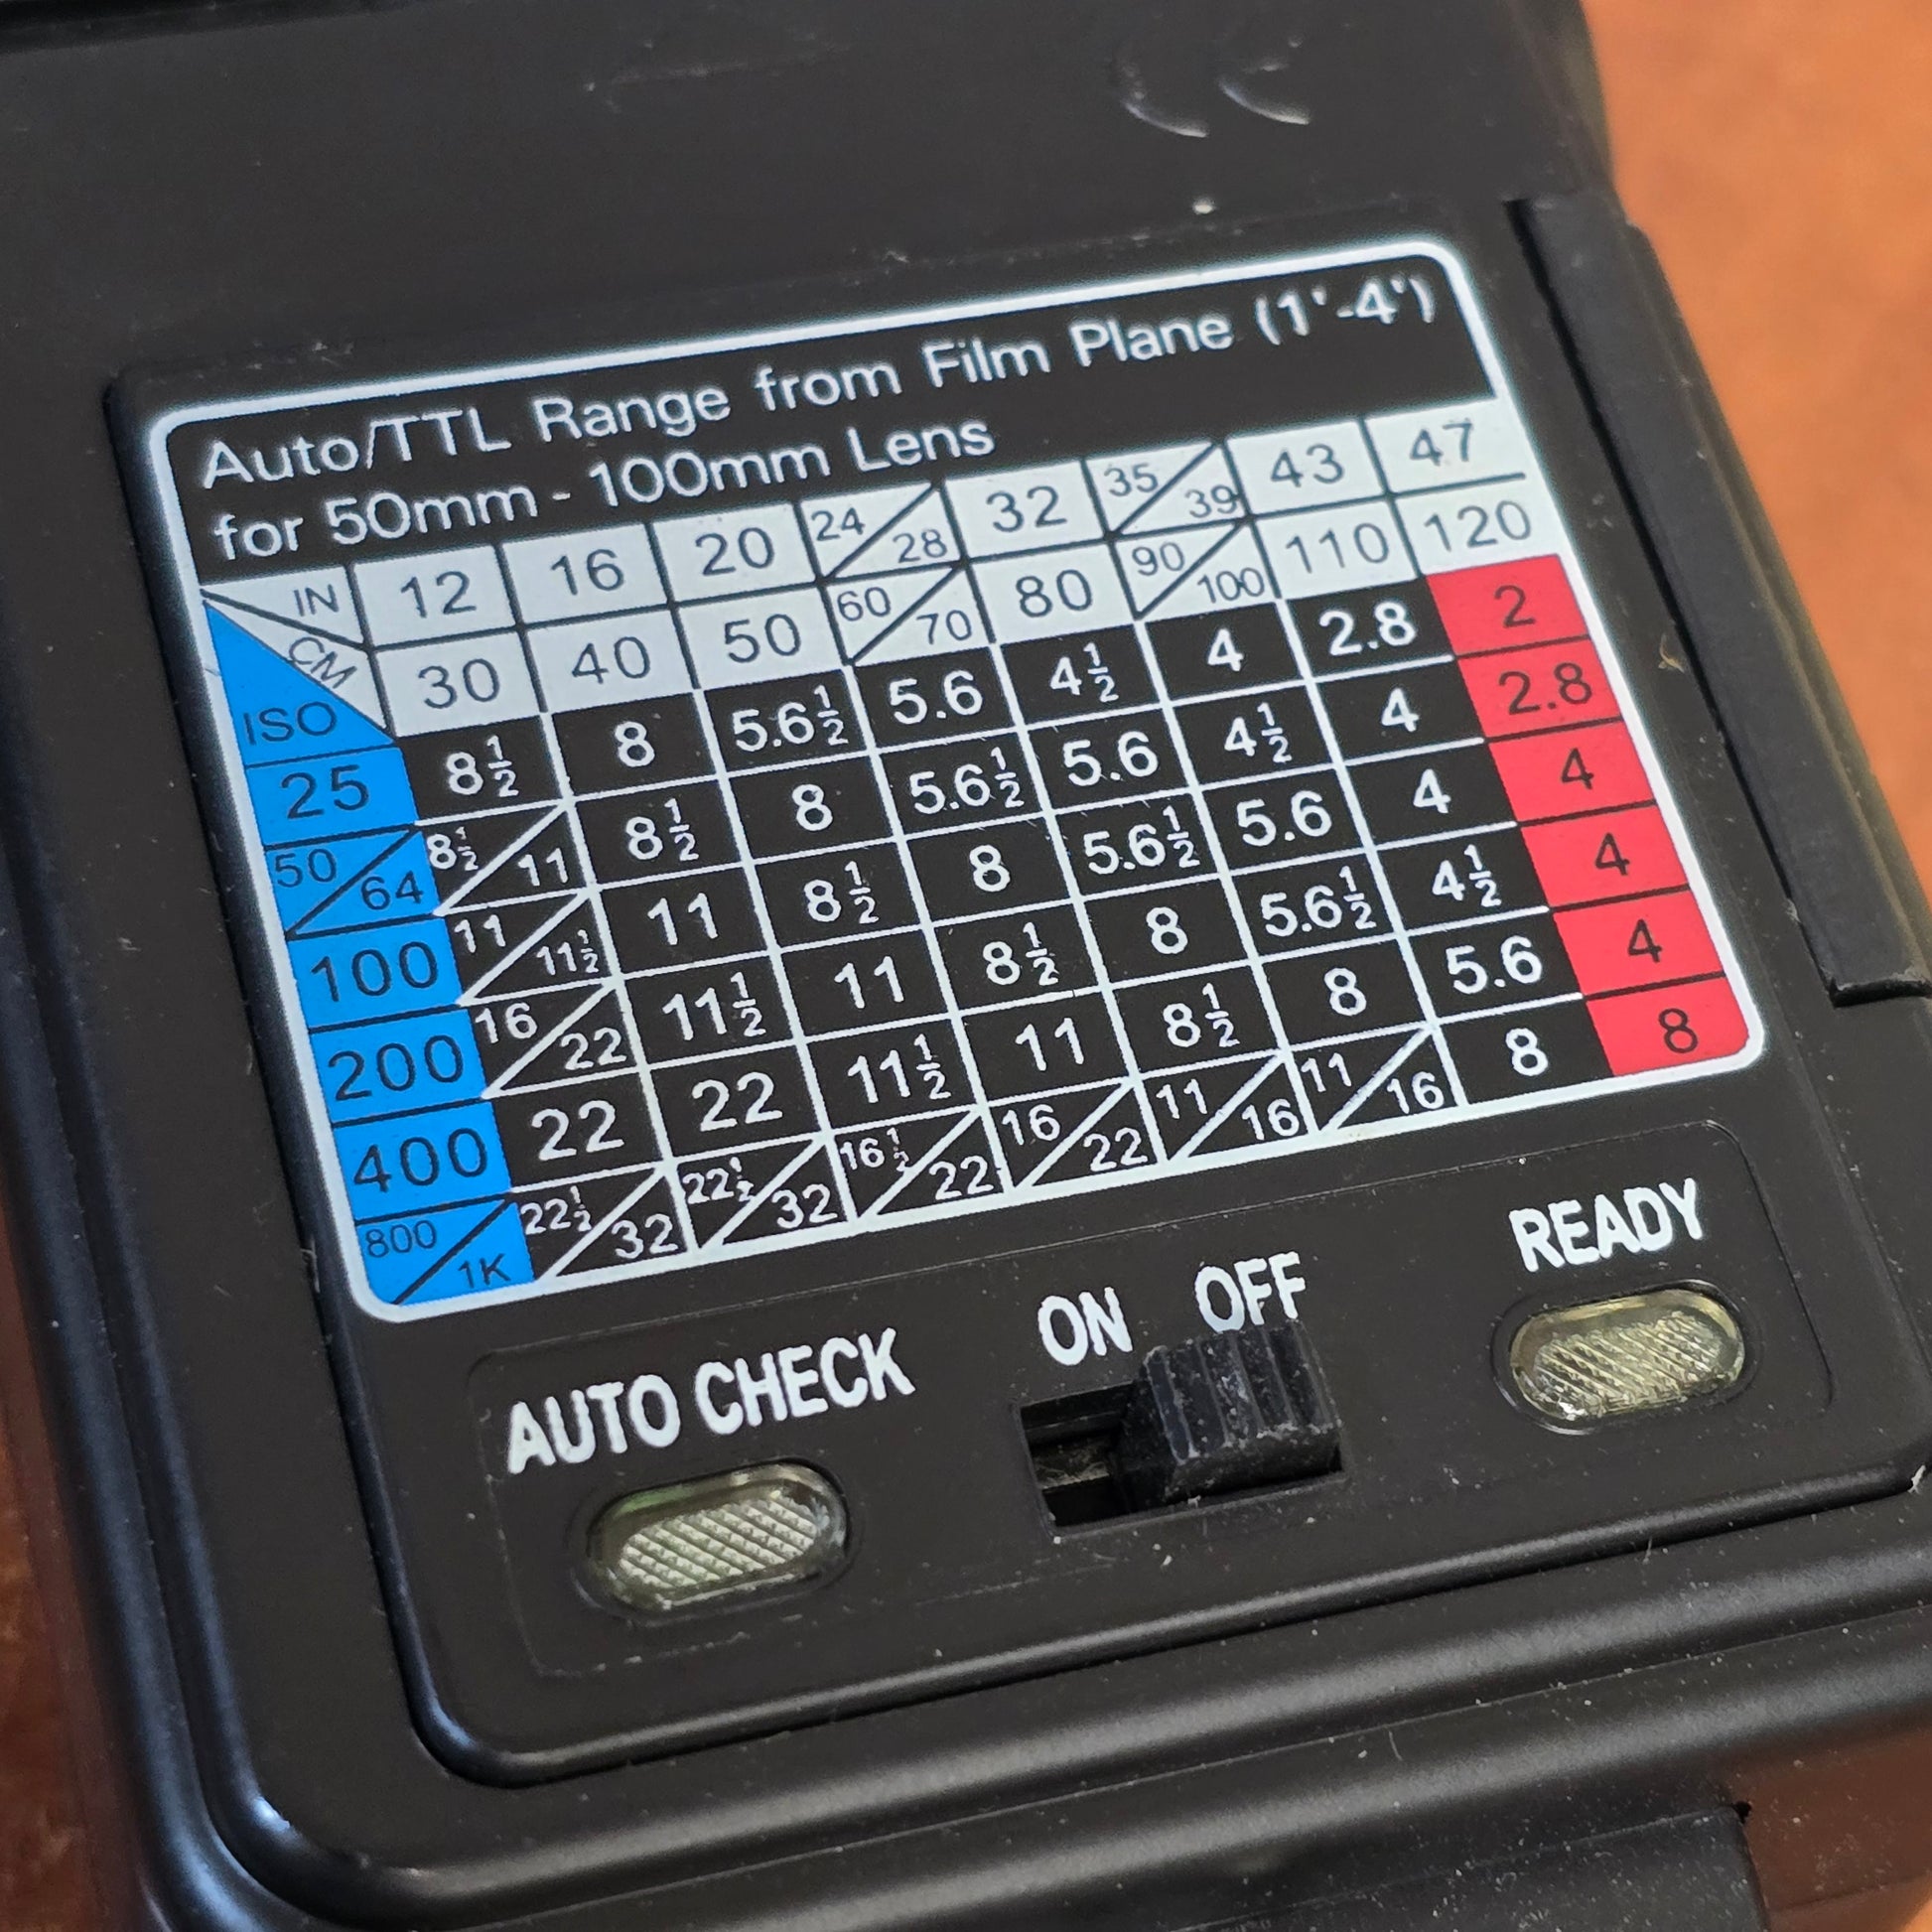 CE
Auto/TTL Range from Film Plane (1'-4')
for 50mm - 100mm Lens
IN 12 16 20 24/28 32 35/39 43 47
CM 30 40 50 60/70 80 90/100 110 120
ISO
25 8½ 8 5.6½ 5.6 4½ 4 2.8 2
50/64 8½/11 8½ 8 5.6½ 5.6 4½ 4 2.8
100 11/11½ 11 8½ 8 5.6½ 5.6 4 4
200 16/22 11½ 11 8½ 8 5.6½ 4½ 4
400 22 22 11½ 11 8½ 8 5.6 4
800/1K 22½/32 22½/32 16½/22 16/22 11/16 11/16 8 8
AUTO CHECK ON OFF READY